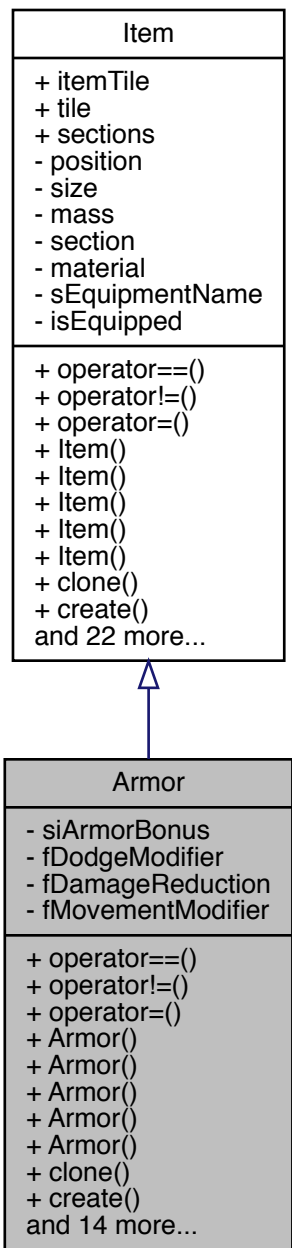 Item
+ itemTile
+ tile
+ sections
- position
- size
- mass
- section
- material
- sEquipmentName
- isEquipped
+ operator==()
+ operator!=()
+ operator=()
+ Item()
+ Item()
+ Item()
+ Item()
+ Item()
+ clone()
+ create()
and 22 more...
Armor
- siArmorBonus
- fDodgeModifier
- fDamageReduction
- fMovementModifier
+ operator==()
+ operator!=()
+ operator=()
+ Armor()
+ Armor()
+ Armor()
+ Armor()
+ Armor()
+ clone()
+ create()
and 14 more...